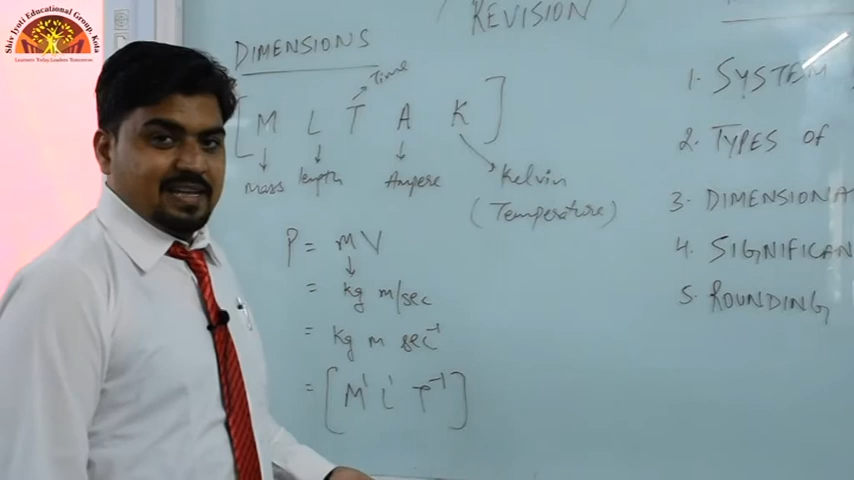 Shiv Jyoti Educational Group, Kota
Learners Today Leaders Tomorrow
( REVISION )
DIMENSIONS
Time
[ M L T A K ]
Mass length Ampere Kelvin
( Temperature )
P = mV
= kg m/sec
= kg m sec⁻¹
= [ M¹ L¹ T⁻¹ ]
1. SYSTEM
2. TYPES OF
3. DIMENSIONA
4. SIGNIFICAN
5. ROUNDING